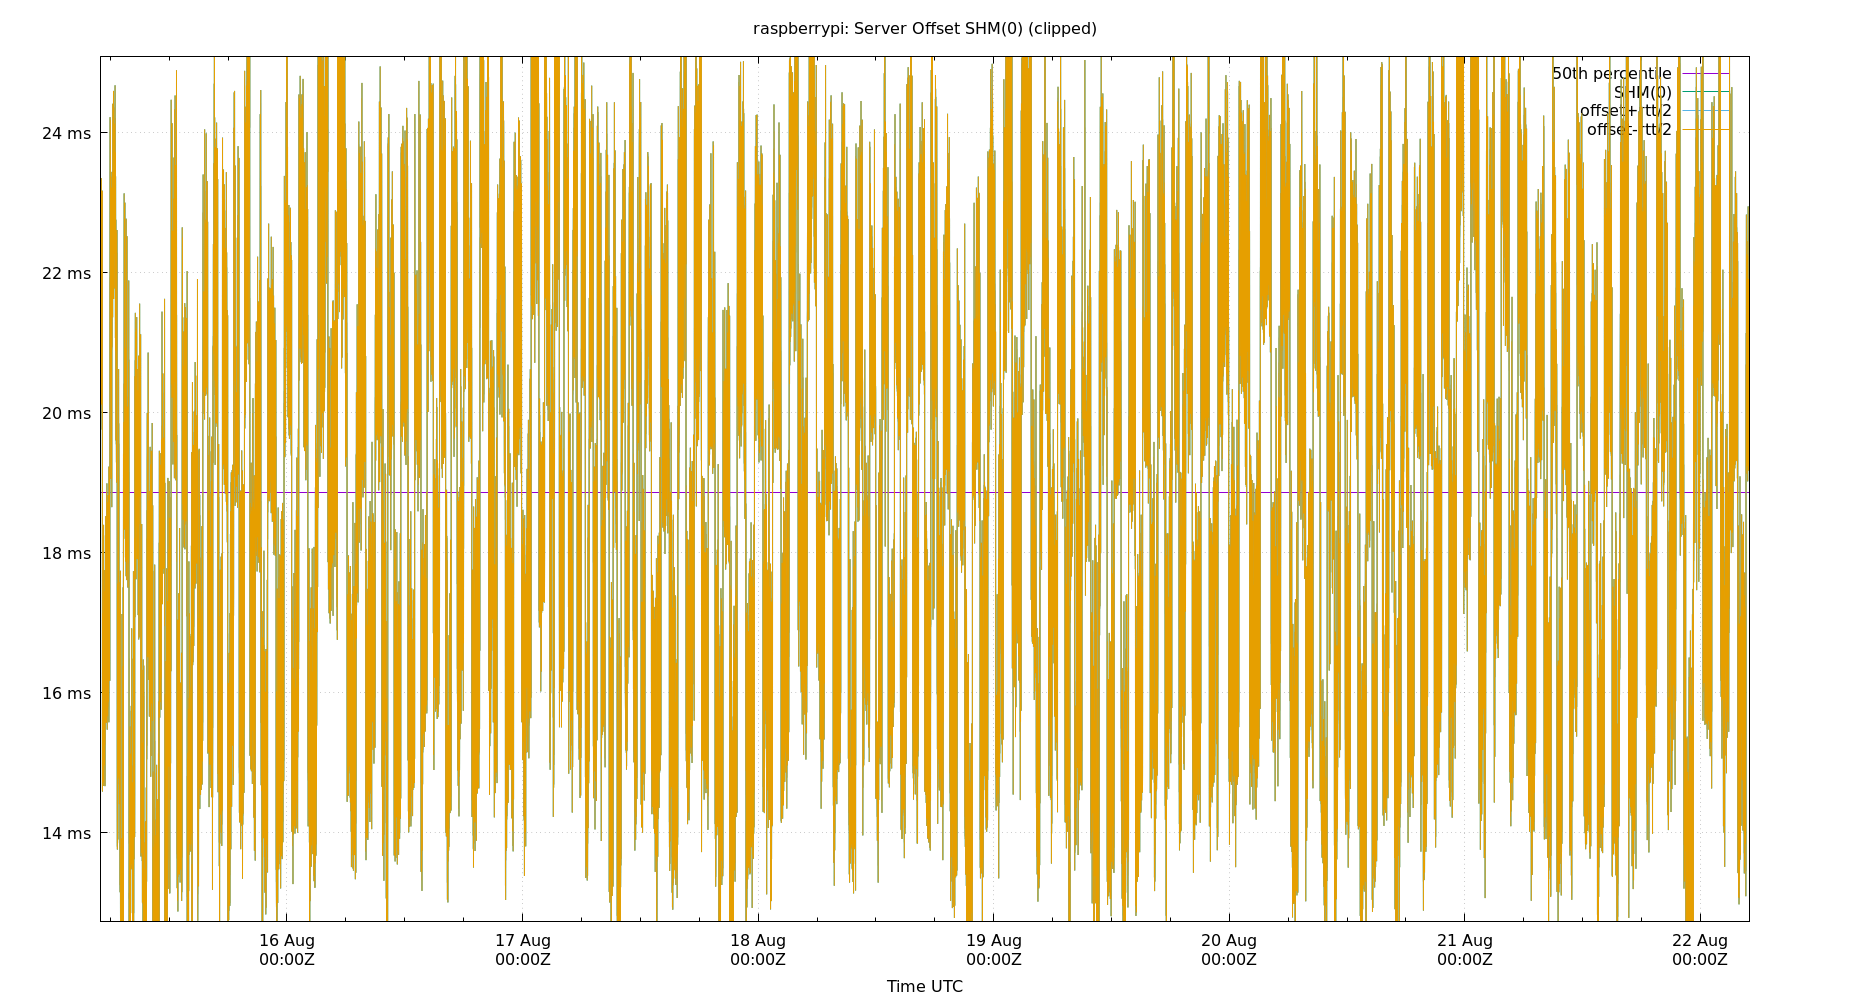 raspberrypi: Server Offset SHM(0) (clipped)
50th percentile
SHM(0)
offset+rtt/2
offset-rtt/2
24 ms
22 ms
20 ms
18 ms
16 ms
14 ms
16 Aug
00:00Z
17 Aug
00:00Z
18 Aug
00:00Z
19 Aug
00:00Z
20 Aug
00:00Z
21 Aug
00:00Z
22 Aug
00:00Z
Time UTC